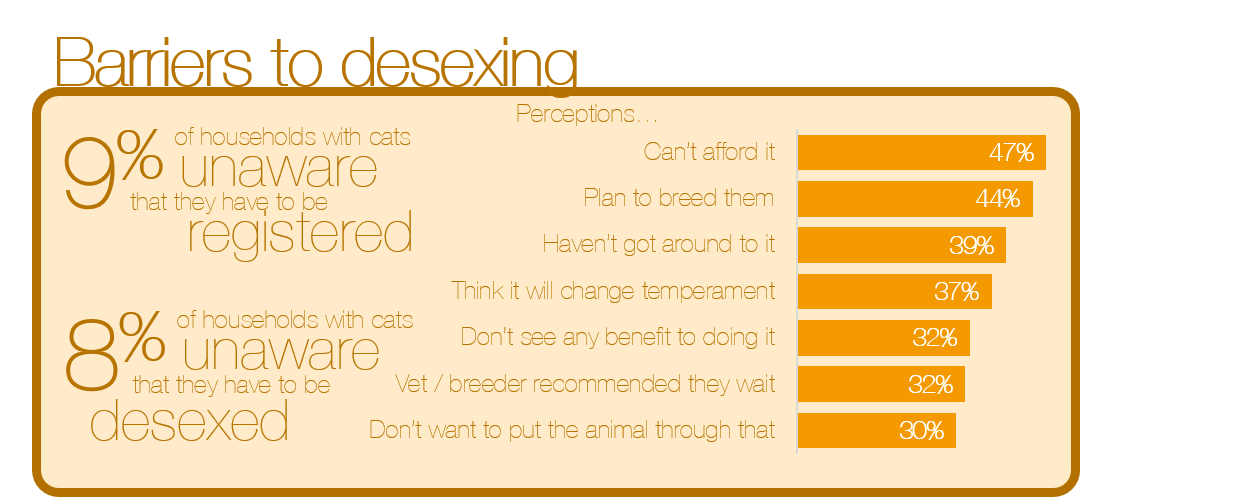 Barriers to desexing
9% of households with cats
unaware
that they have to be
registered
8% of households with cats
unaware
that they have to be
desexed
Perceptions…
Can't afford it 47%
Plan to breed them 44%
Haven't got around to it 39%
Think it will change temperament 37%
Don't see any benefit to doing it 32%
Vet / breeder recommended they wait 32%
Don't want to put the animal through that 30%